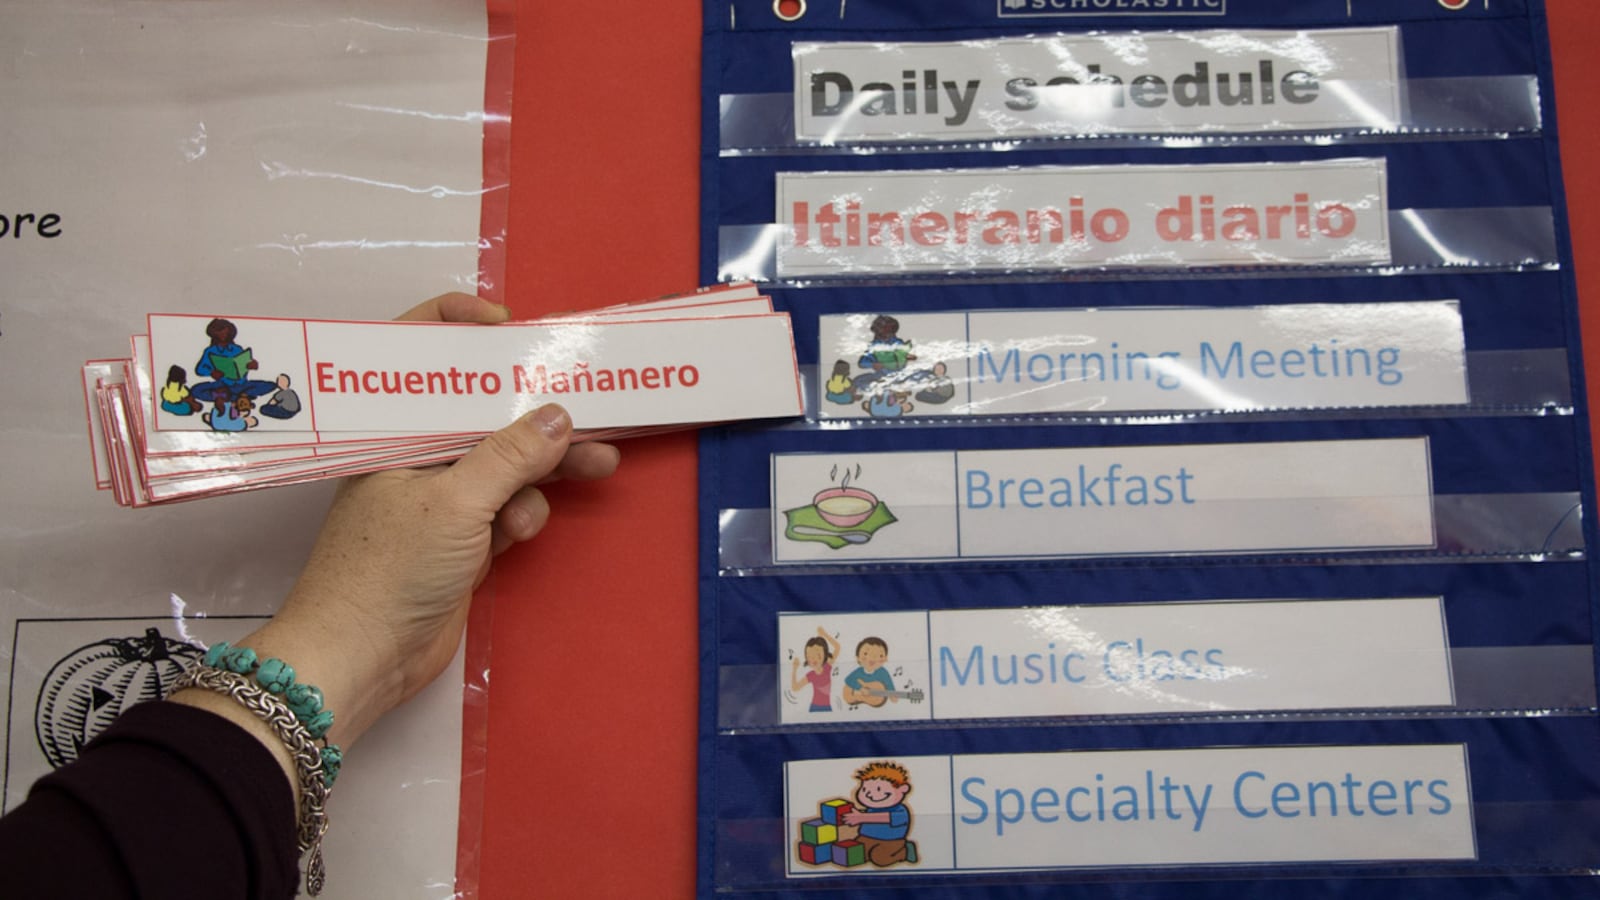 SCHOLASTIC
Daily schedule
Itineranio diario
ore
Encuentro Mañanero
Morning Meeting
Breakfast
Music Class
Specialty Centers